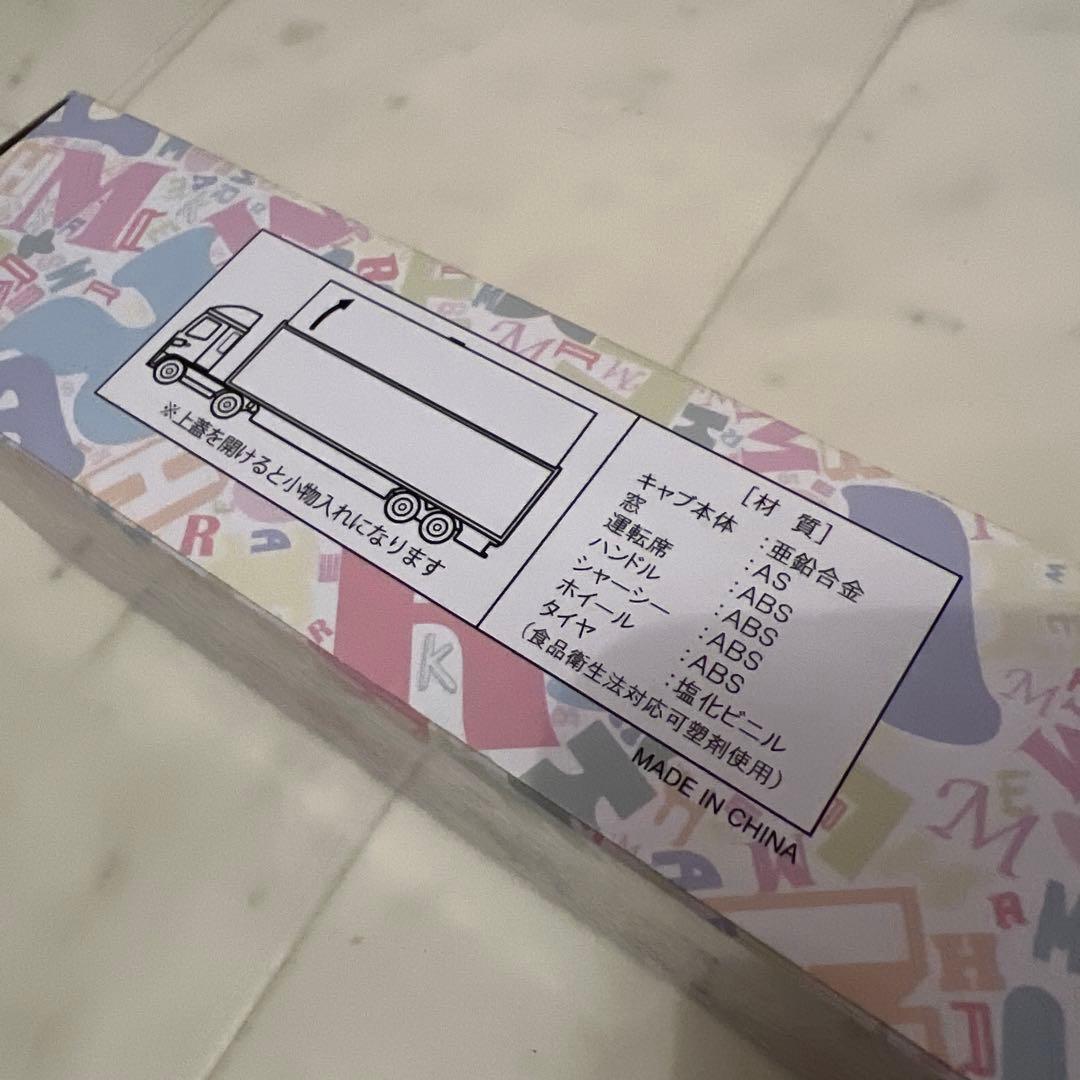 ※上蓋を開けると小物入れになります
[材 質]
キャブ本体 :亜鉛合金
窓 :AS
運転席 :ABS
ハンドル :ABS
シャーシー :ABS
ホイール :ABS
タイヤ :塩化ビニル
(食品衛生法対応可塑剤使用)
MADE IN CHINA